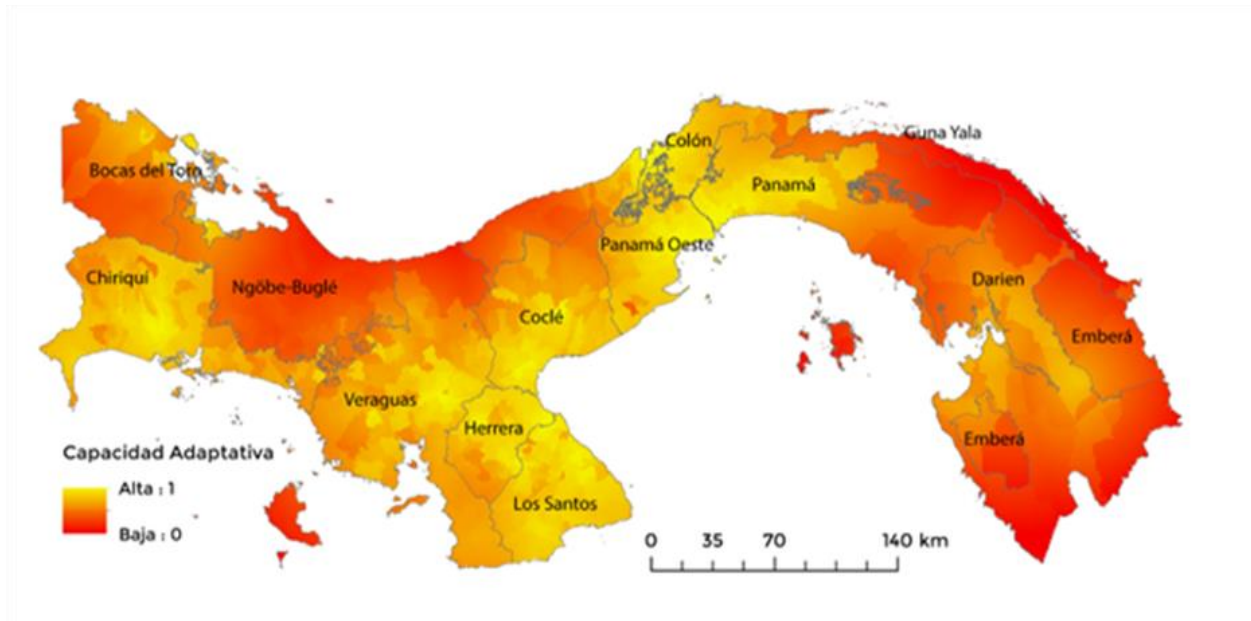 Guna Yala
Colón
Bocas del Toro
Panamá
Panamá Oeste
Chiriquí
Ngöbe-Buglé
Darien
Coclé
Emberá
Veraguas
Herrera
Emberá
Los Santos
Capacidad Adaptativa
Alta : 1
Baja : 0
0 35 70 140 km